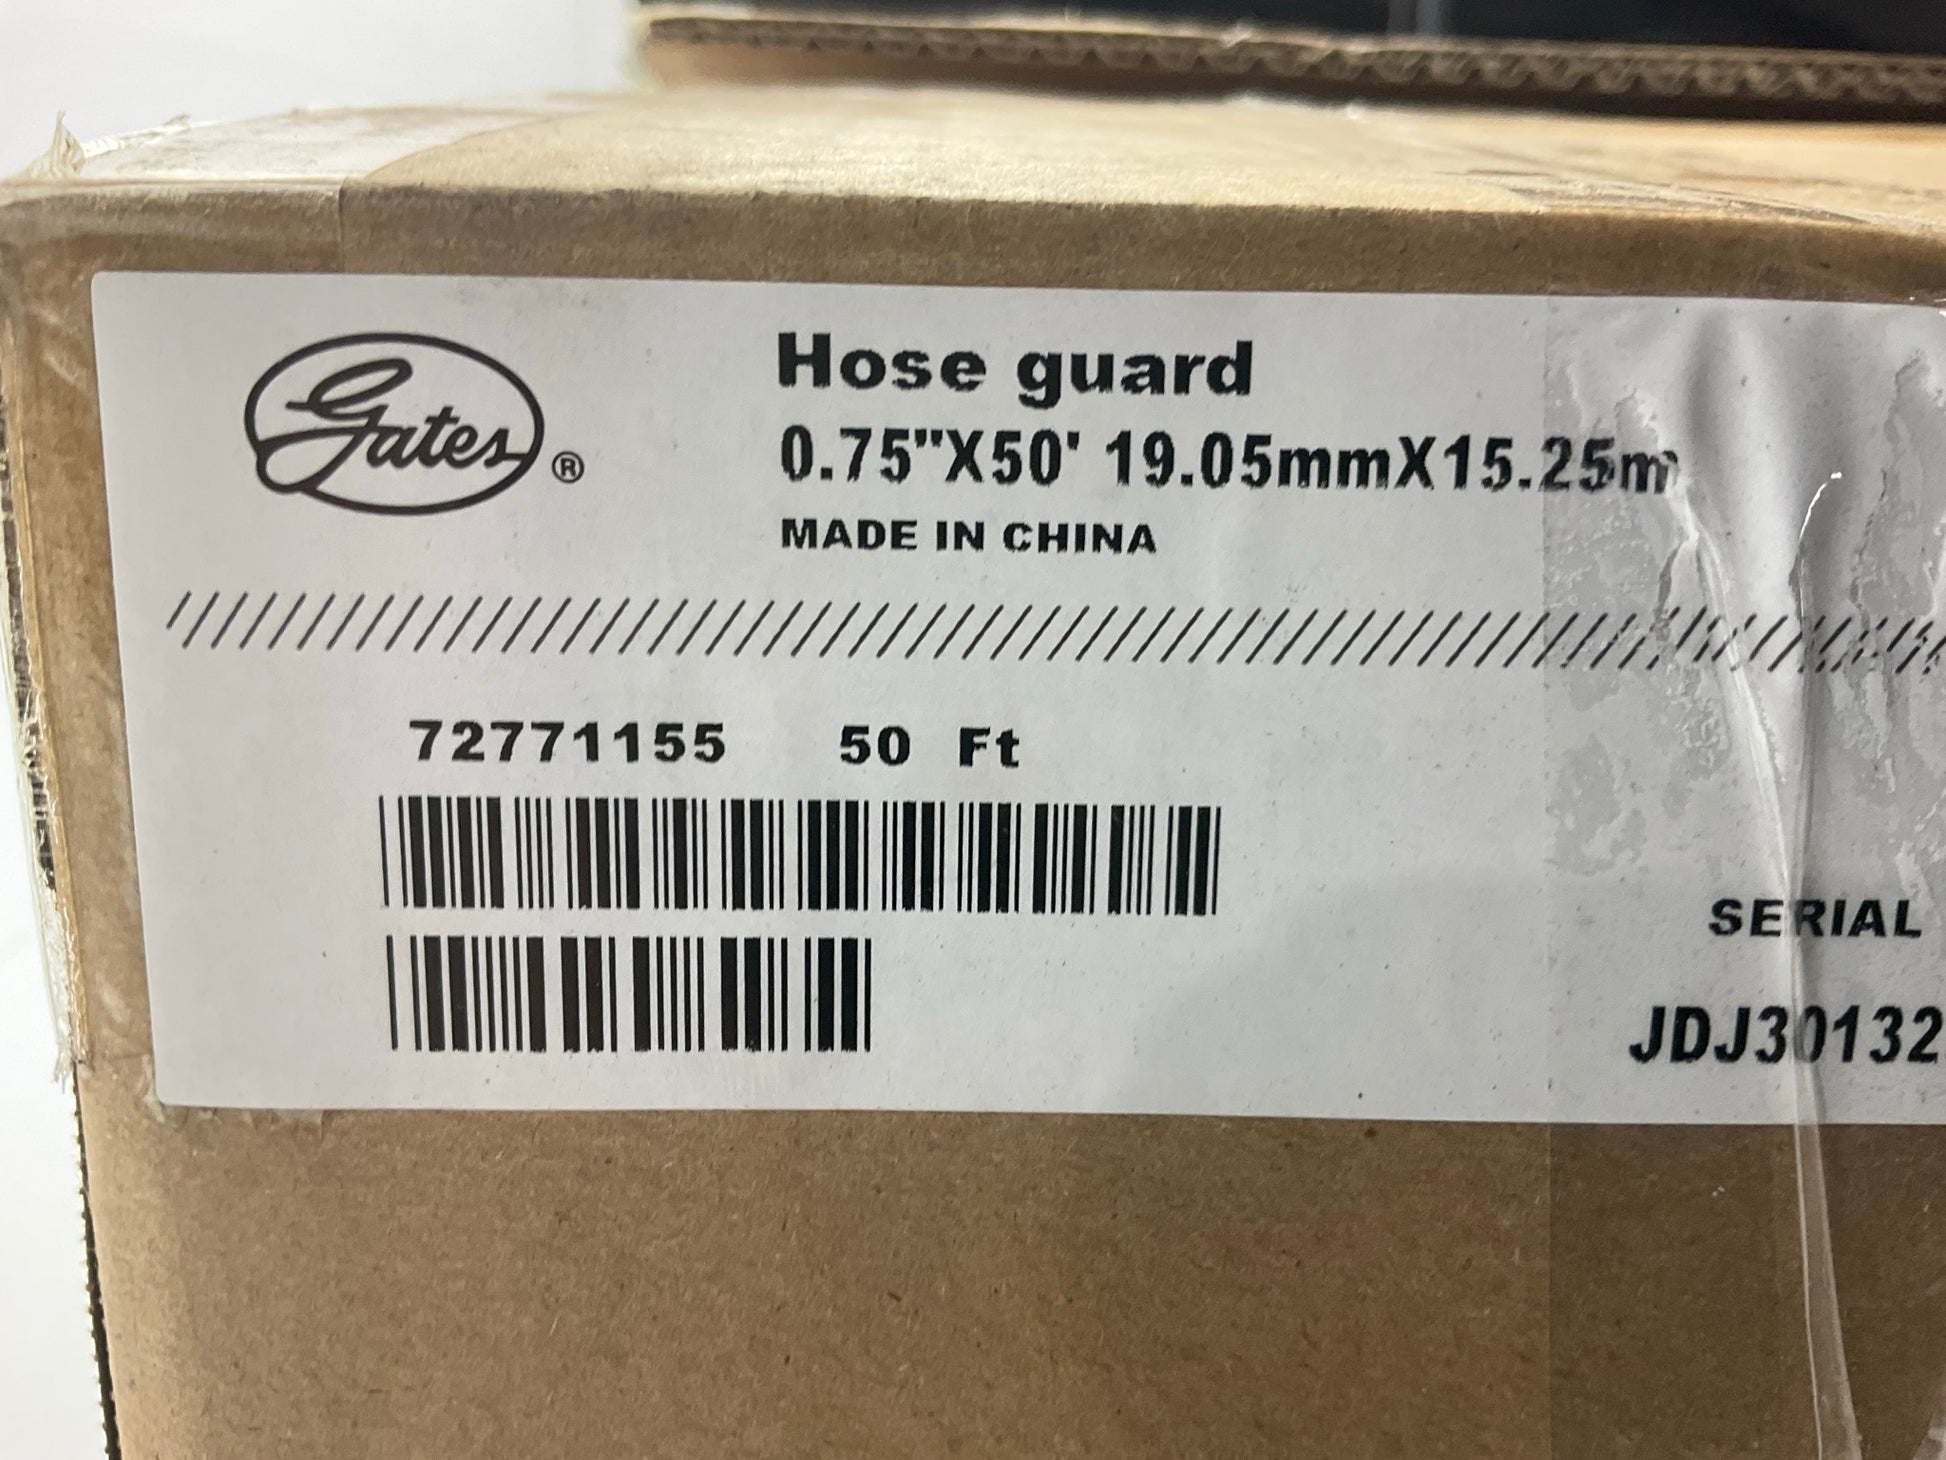 Gates ®
Hose guard
0.75"X50' 19.05mmX15.25m
MADE IN CHINA
////////////////////////////////////////////////////////////
72771155 50 Ft
SERIAL
JDJ30132